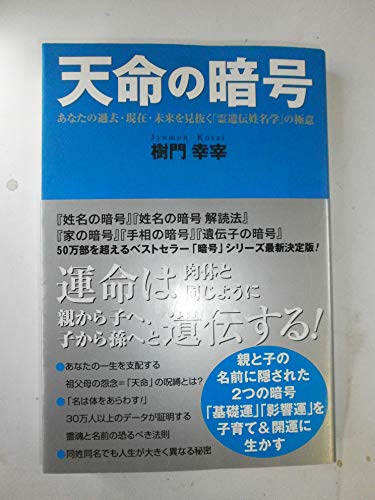 天命の暗号
あなたの過去・現在・未来を見抜く「霊遺伝姓名学」の極意
Jyumon Kosai
樹門 幸宰
『姓名の暗号』『姓名の暗号 解読法』
『家の暗号』『手相の暗号』『遺伝子の暗号』
50万部を超えるベストセラー「暗号」シリーズ最新決定版!
運命は肉体と同じように
親から子へ、
子から孫へと遺伝する!
●あなたの一生を支配する
祖父母の怨念=「天命」の呪縛とは?
●「名は体をあらわす!」
30万人以上のデータが証明する
霊魂と名前の恐るべき法則
●同姓同名でも人生が大きく異なる秘密
親と子の
名前に隠された
2つの暗号
「基礎運」「影響運」を
子育て&開運に
生かす